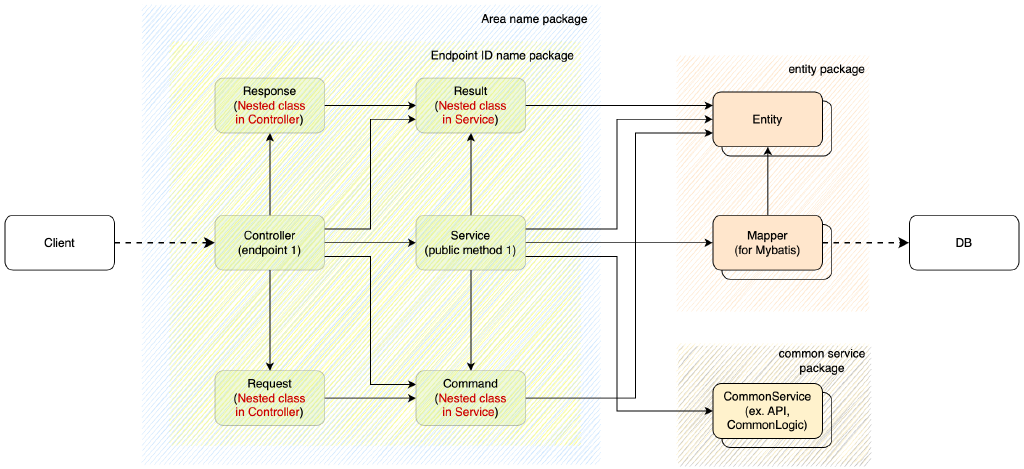 Area name package
Endpoint ID name package
entity package
Response
(Nested class
in Controller)
Result
(Nested class
in Service)
Entity
Client
Controller
(endpoint 1)
Service
(public method 1)
Mapper
(for Mybatis)
DB
common service
package
Request
(Nested class
in Controller)
Command
(Nested class
in Service)
CommonService
(ex. API,
CommonLogic)